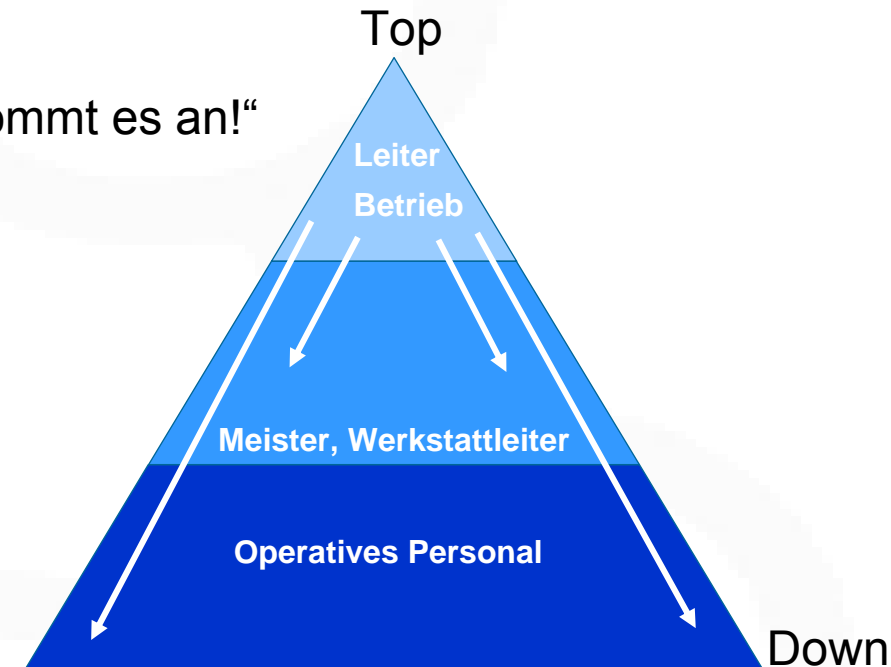 Top
ommt es an!“
Leiter
Betrieb
Meister, Werkstattleiter
Operatives Personal
Down